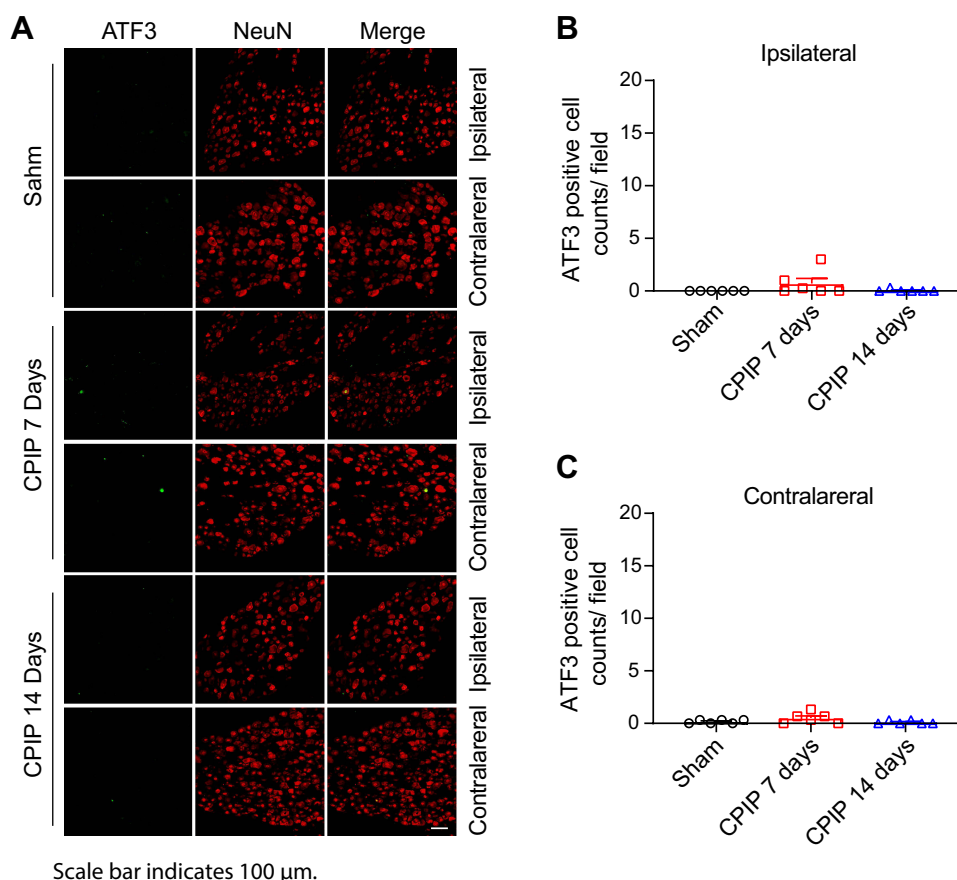 A
ATF3 NeuN Merge
Sahm
Ipsilateral
Contralareral
CPIP 7 Days
Ipsilateral
Contralareral
CPIP 14 Days
Ipsilateral
Contralareral
Scale bar indicates 100 µm.
B
Ipsilateral
ATF3 positive cell
counts/ field
20
15
10
5
0
Sham
CPIP 7 days
CPIP 14 days
C
Contralareral
ATF3 positive cell
counts/ field
20
15
10
5
0
Sham
CPIP 7 days
CPIP 14 days